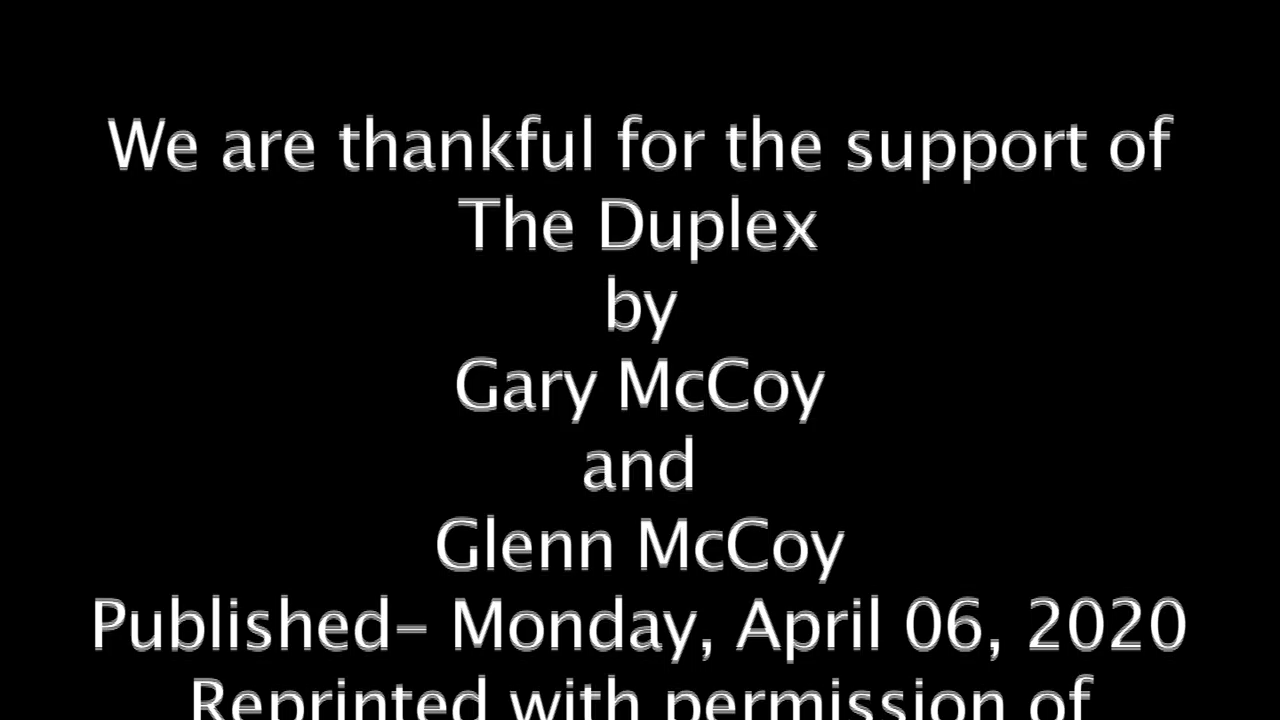 We are thankful for the support of
The Duplex
by
Gary McCoy
and
Glenn McCoy
Published- Monday, April 06, 2020
Reprinted with permission of